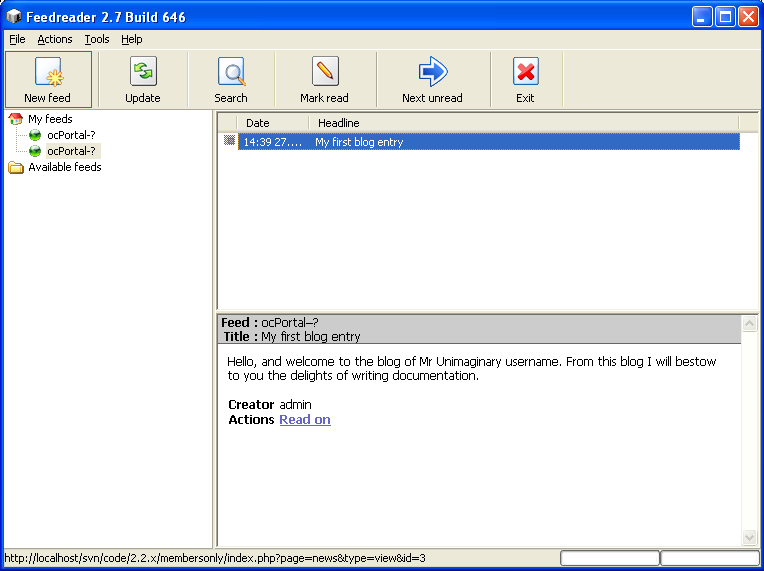 Feedreader 2.7 Build 646
File Actions Tools Help
New feed Update Search Mark read Next unread Exit
My feeds
ocPortal-?
ocPortal-?
Available feeds
Date Headline
14:39 27.... My first blog entry
Feed : ocPortal–?
Title : My first blog entry
Hello, and welcome to the blog of Mr Unimaginary username. From this blog I will bestow
to you the delights of writing documentation.
Creator admin
Actions Read on
http://localhost/svn/code/2.2.x/membersonly/index.php?page=news&type=view&id=3